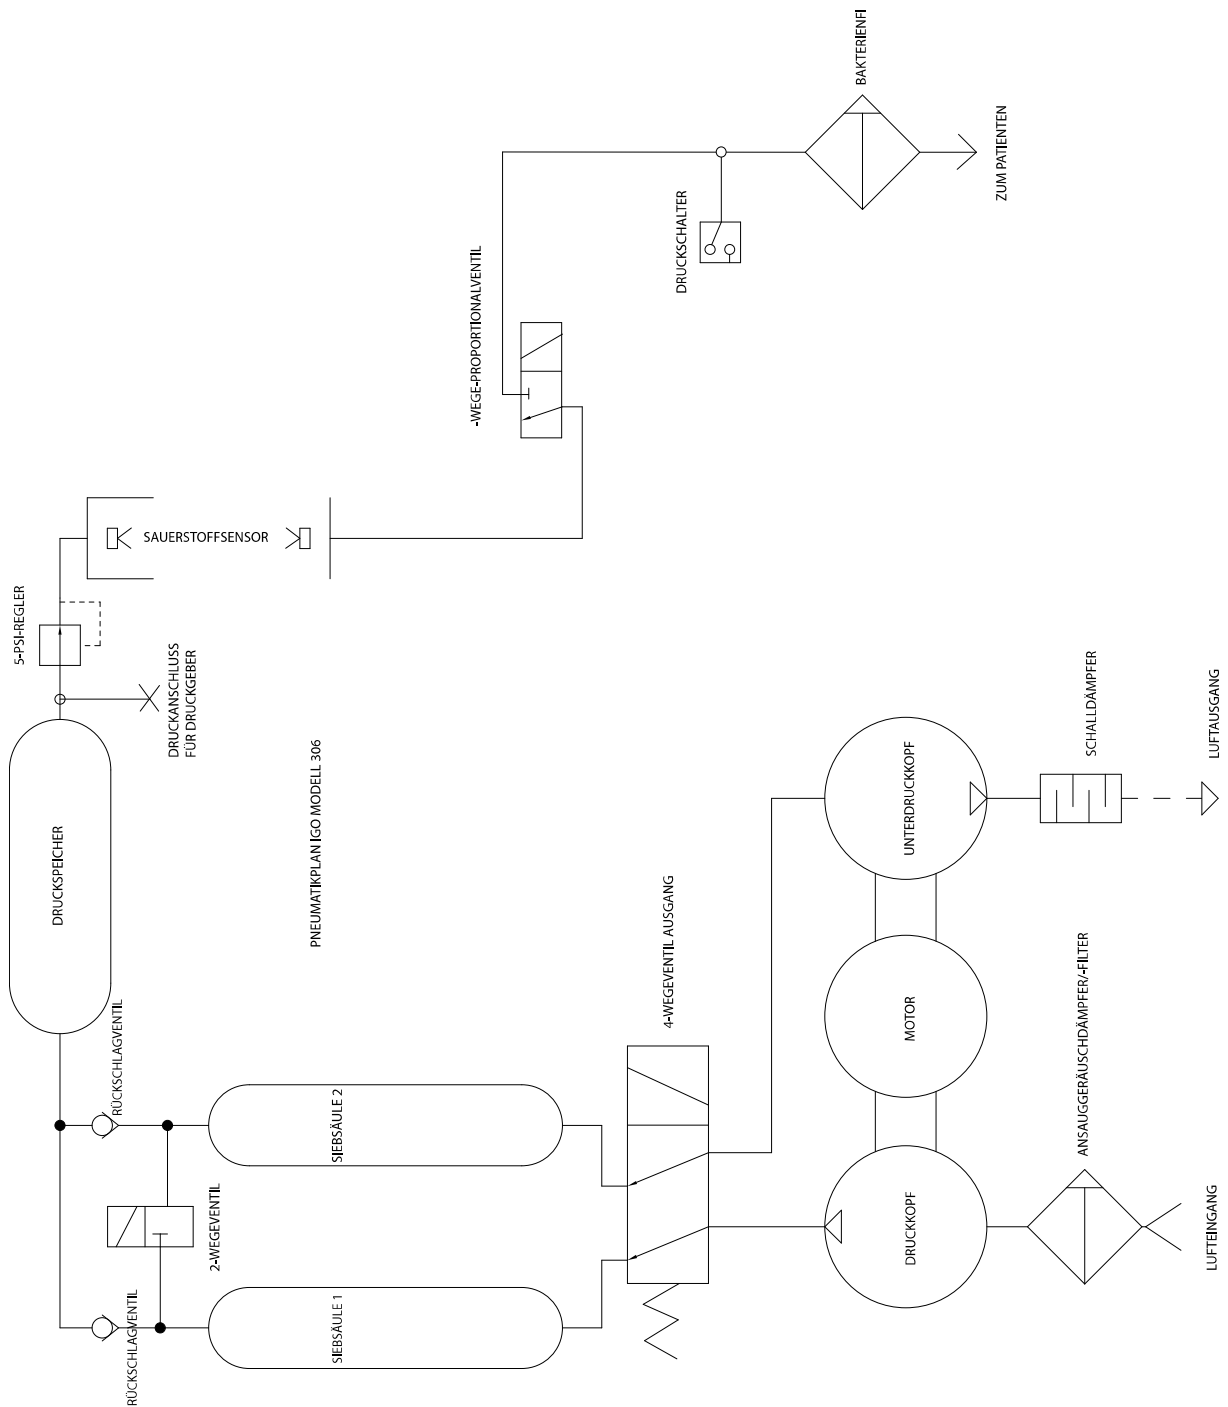 BAKTERIENFI
ZUM PATIENTEN
DRUCKSCHALTER
-WEGE-PROPORTIONALVENTIL
SAUERSTOFFSENSOR
5-PSI-REGLER
DRUCKANSCHLUSS
FÜR DRUCKGEBER
DRUCKSPEICHER
PNEUMATIKPLAN IGO MODELL 306
RÜCKSCHLAGVENTIL
SIEBSÄULE 2
2-WEGEVENTIL
RÜCKSCHLAGVENTIL
SIEBSÄULE 1
4-WEGEVENTIL AUSGANG
UNTERDRUCKKOPF
MOTOR
DRUCKKOPF
SCHALLDÄMPFER
LUFTAUSGANG
ANSAUGGERÄUSCHDÄMPFER/-FILTER
LUFTEINGANG